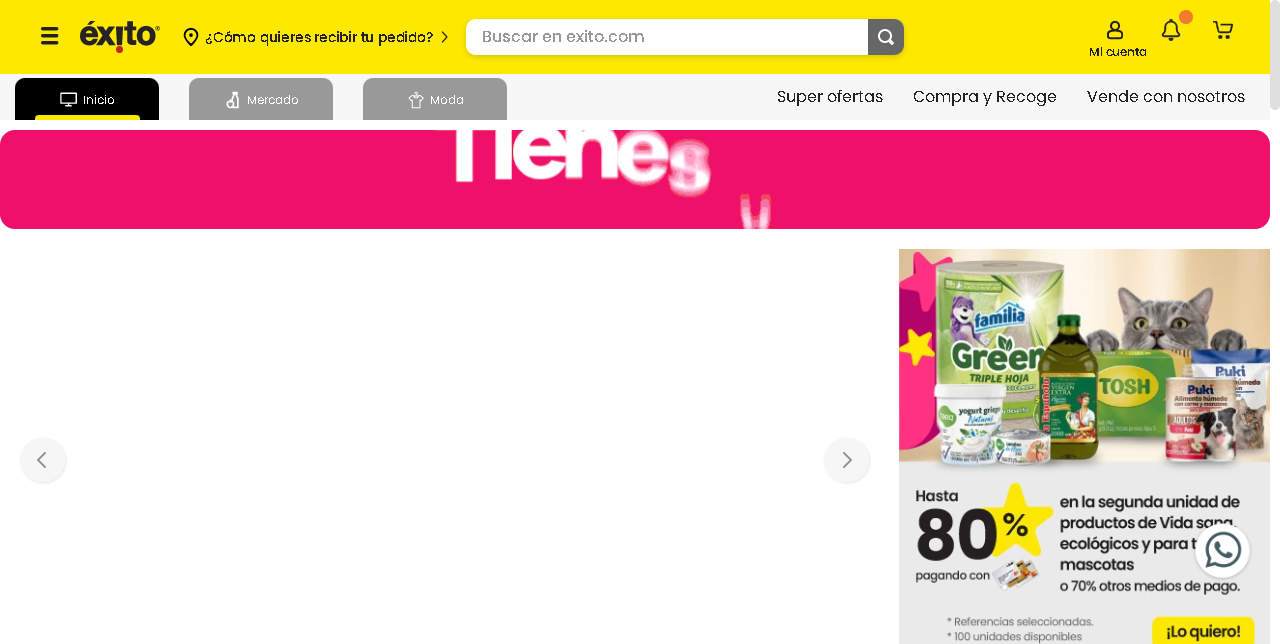 éxito
¿Cómo quieres recibir tu pedido?
Buscar en exito.com
Mi cuenta
Inicio
Mercado
Moda
Super ofertas
Compra y Recoge
Vende con nosotros
Tienes
familia
Green
TRIPLE HOJA
yogurt griego
Natural
TOSH
Puki
Alimento húmedo
ADULTOS
Puki
Hasta
80%
pagando con
en la segunda unidad de
productos de Vida sana,
ecológicos y para
mascotas
o 70% otros medios de pago.
* Referencias seleccionadas.
* 100 unidades disponibles
¡Lo quiero!